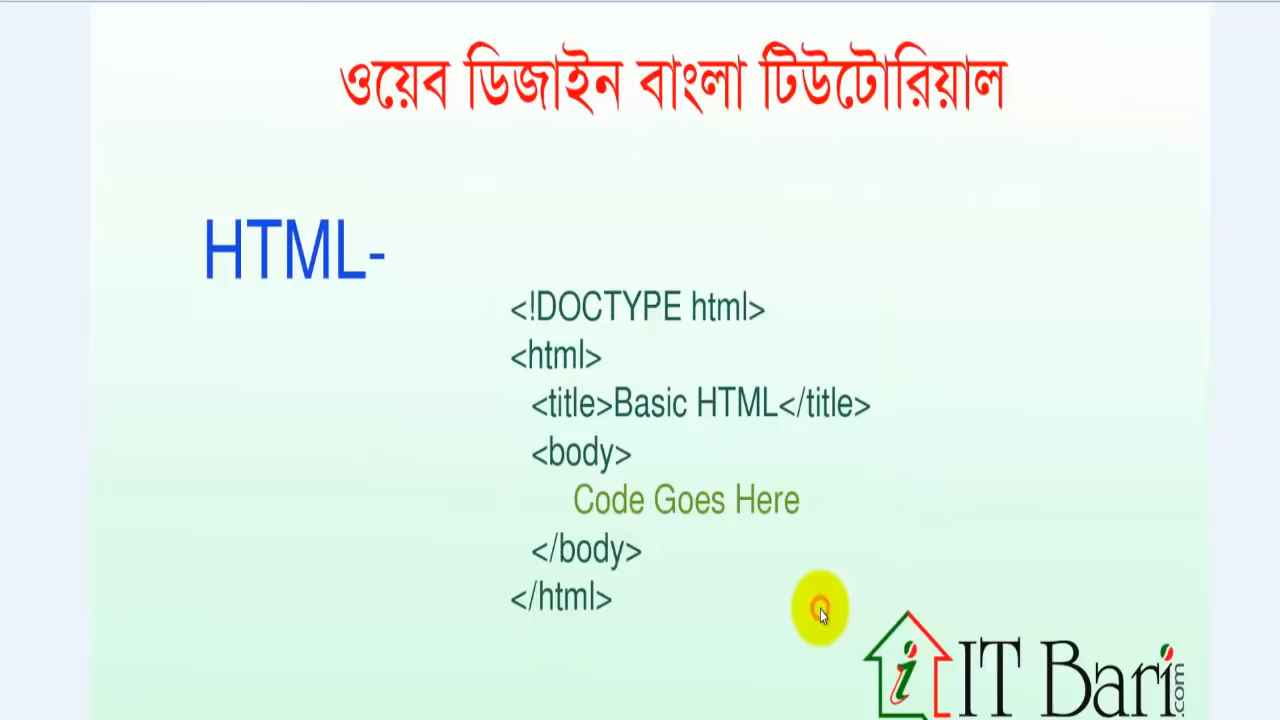 ওয়েব ডিজাইন বাংলা টিউটোরিয়াল
HTML-
<!DOCTYPE html>
<html>
<title>Basic HTML</title>
<body>
Code Goes Here
</body>
</html>
i IT Bari .com